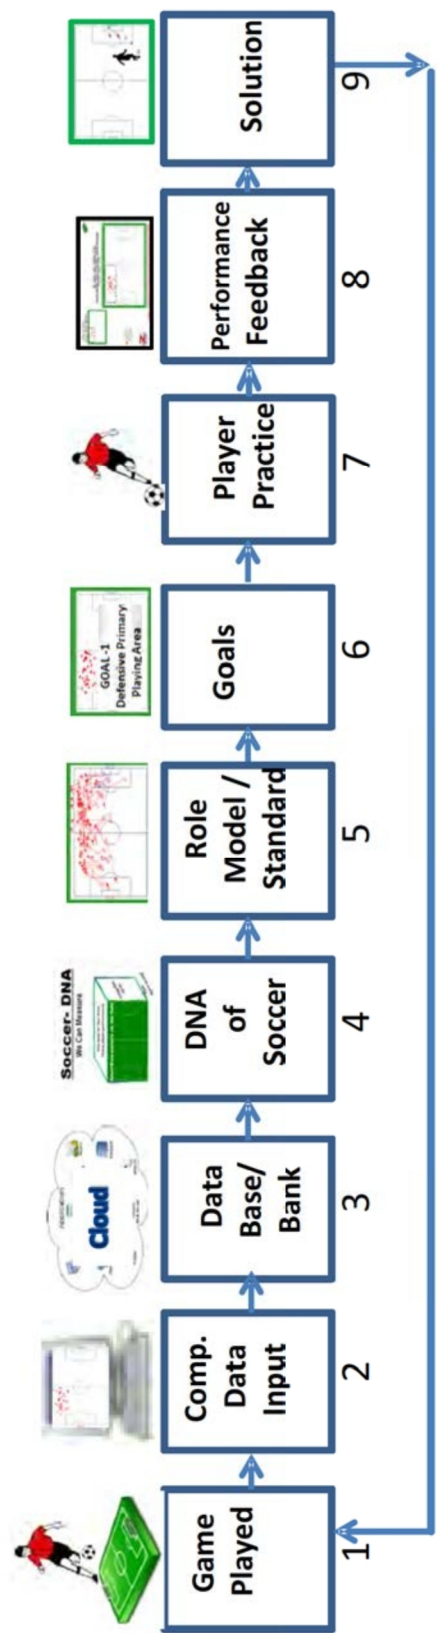 Game
Played
1
Comp.
Data
Input
2
Cloud
Data
Base/
Bank
3
Soccer- DNA
We Can Measure
DNA
of
Soccer
4
Role
Model /
Standard
5
GOAL -1
Defensive Primary
Playing Area
Goals
6
Player
Practice
7
Performance
Feedback
8
Solution
9